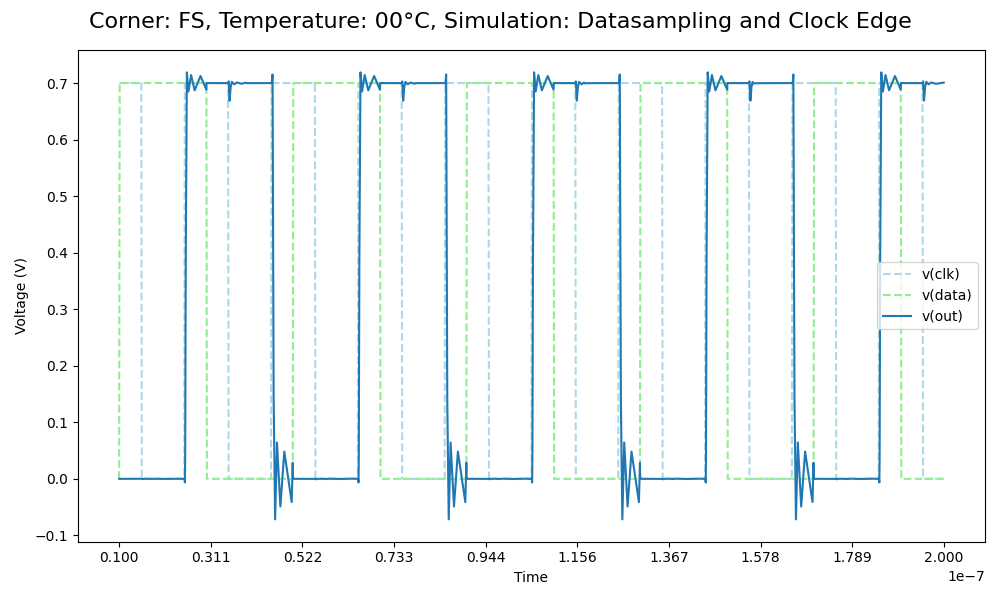 Corner: FS, Temperature: 00°C, Simulation: Datasampling and Clock Edge
Voltage (V)
0.7
0.6
0.5
0.4
0.3
0.2
0.1
0.0
−0.1
v(clk)
v(data)
v(out)
0.100 0.311 0.522 0.733 0.944 1.156 1.367 1.578 1.789 2.000
Time
1e−7